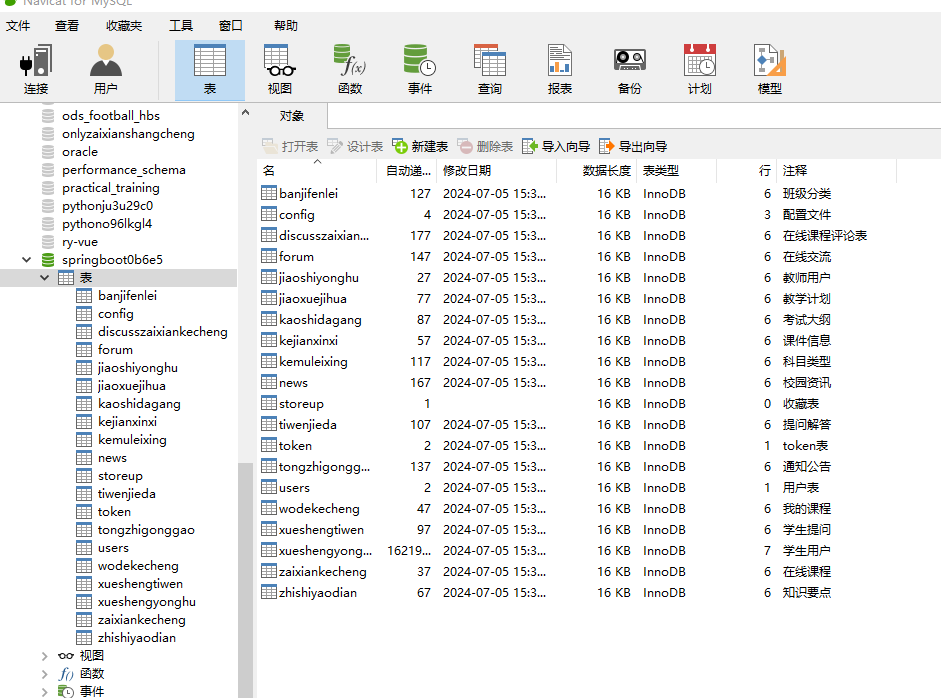 Navicat for MySQL
文件 查看 收藏夹 工具 窗口 帮助
连接 用户 表 视图 函数 事件 查询 报表 备份 计划 模型
ods_football_hbs
onlyzaixianshangcheng
oracle
performance_schema
practical_training
pythonju3u29c0
pythono96lkgl4
ry-vue
springboot0b6e5
表
banjifenlei
config
discusszaixiankecheng
forum
jiaoshiyonghu
jiaoxuejihua
kaoshidagang
kejianxinxi
kemuleixing
news
storeup
tiwenjieda
token
tongzhigonggao
users
wodekecheng
xueshengtiwen
xueshengyonghu
zaixiankecheng
zhishiyaodian
视图
函数
事件
对象
打开表 设计表 新建表 删除表 导入向导 导出向导
名 自动递... 修改日期 数据长度 表类型 行 注释
banjifenlei 127 2024-07-05 15:3... 16 KB InnoDB 6 班级分类
config 4 2024-07-05 15:3... 16 KB InnoDB 3 配置文件
discusszaixian... 177 2024-07-05 15:3... 16 KB InnoDB 6 在线课程评论表
forum 147 2024-07-05 15:3... 16 KB InnoDB 6 在线交流
jiaoshiyonghu 27 2024-07-05 15:3... 16 KB InnoDB 6 教师用户
jiaoxuejihua 77 2024-07-05 15:3... 16 KB InnoDB 6 教学计划
kaoshidagang 87 2024-07-05 15:3... 16 KB InnoDB 6 考试大纲
kejianxinxi 57 2024-07-05 15:3... 16 KB InnoDB 6 课件信息
kemuleixing 117 2024-07-05 15:3... 16 KB InnoDB 6 科目类型
news 167 2024-07-05 15:3... 16 KB InnoDB 6 校园资讯
storeup 1 16 KB InnoDB 0 收藏表
tiwenjieda 107 2024-07-05 15:3... 16 KB InnoDB 6 提问解答
token 2 2024-07-05 15:3... 16 KB InnoDB 1 token表
tongzhigongg... 137 2024-07-05 15:3... 16 KB InnoDB 6 通知公告
users 2 2024-07-05 15:3... 16 KB InnoDB 1 用户表
wodekecheng 47 2024-07-05 15:3... 16 KB InnoDB 6 我的课程
xueshengtiwen 97 2024-07-05 15:3... 16 KB InnoDB 6 学生提问
xueshengyong... 16219... 2024-07-05 15:3... 16 KB InnoDB 7 学生用户
zaixiankecheng 37 2024-07-05 15:3... 16 KB InnoDB 6 在线课程
zhishiyaodian 67 2024-07-05 15:3... 16 KB InnoDB 6 知识要点